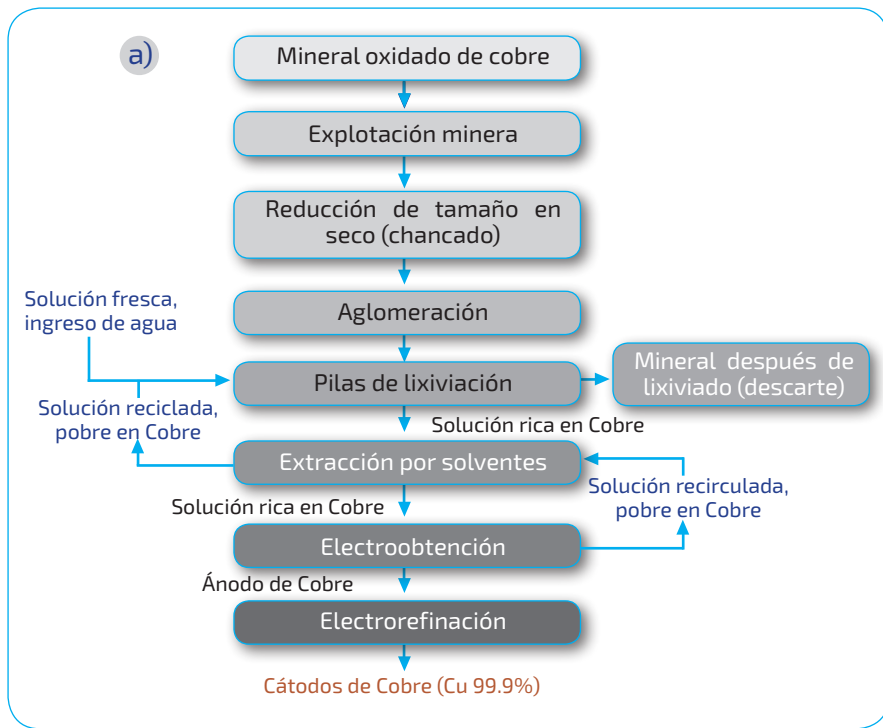 a)
Mineral oxidado de cobre
Explotación minera
Reducción de tamaño en
seco (chancado)
Solución fresca,
ingreso de agua
Aglomeración
Pilas de lixiviación
Mineral después de
lixiviado (descarte)
Solución reciclada,
pobre en Cobre
Solución rica en Cobre
Extracción por solventes
Solución recirculada,
pobre en Cobre
Solución rica en Cobre
Electroobtención
Ánodo de Cobre
Electrorefinación
Cátodos de Cobre (Cu 99.9%)